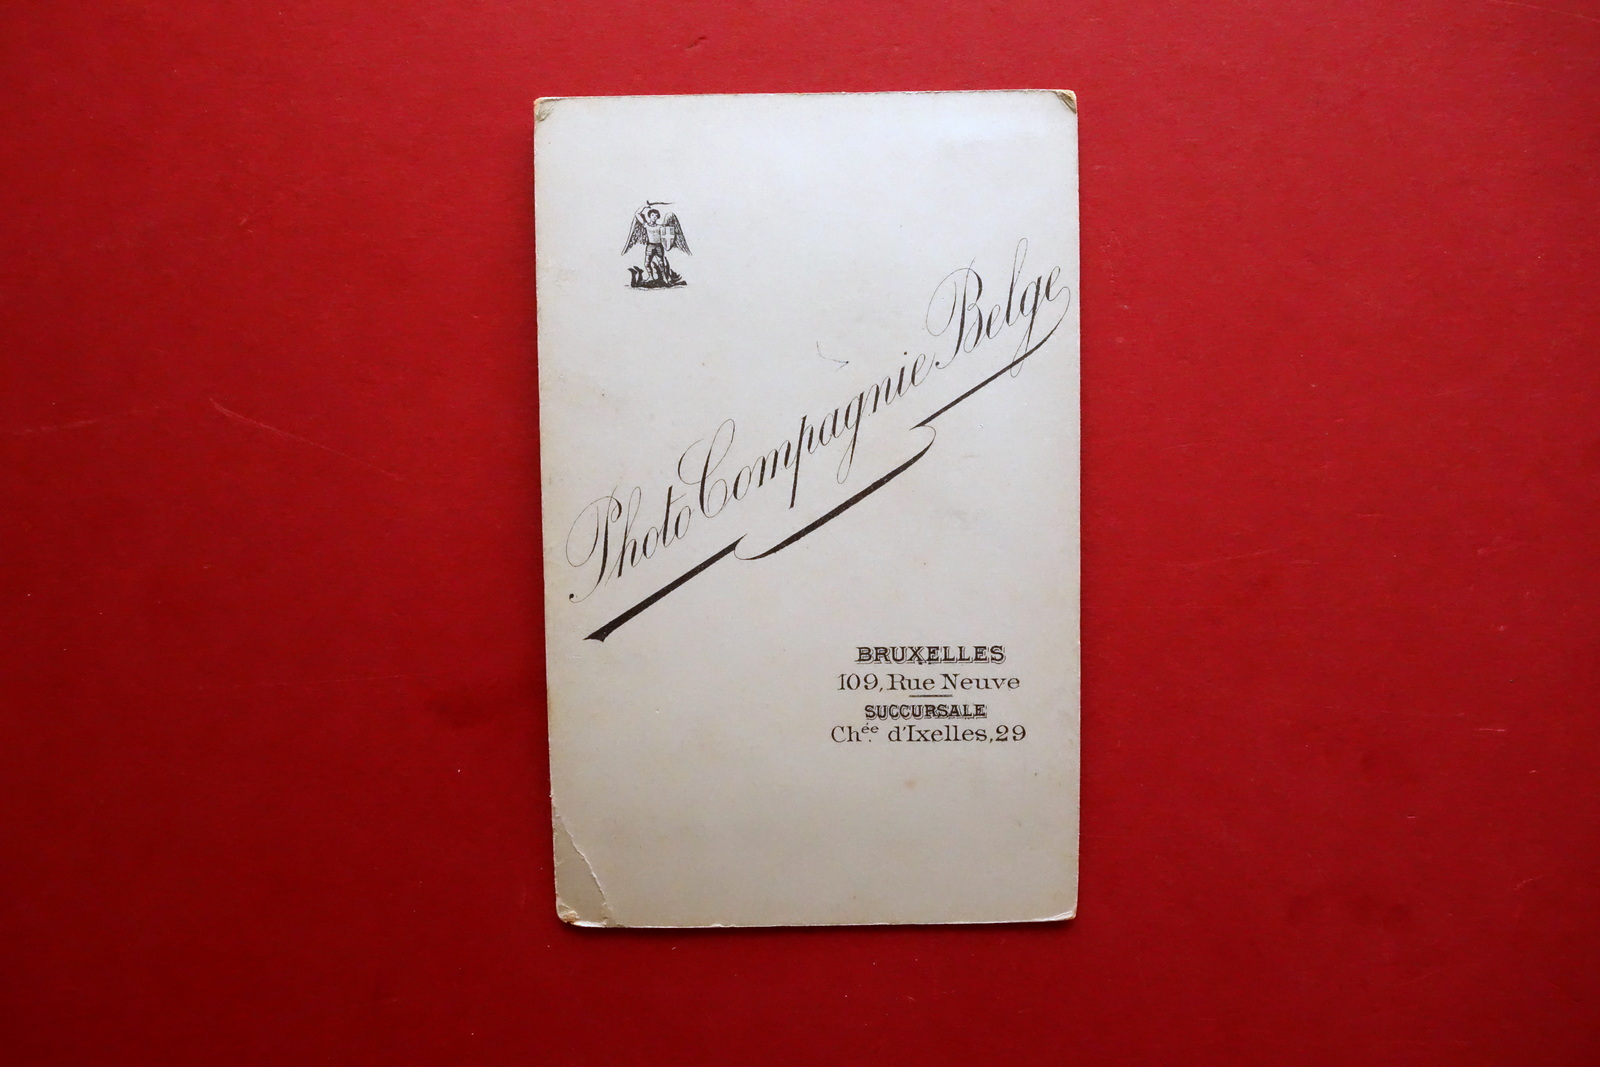 Photo Compagnie Belge
BRUXELLES
109, Rue Neuve
SUCCURSALE
Chée. d'Ixelles, 29